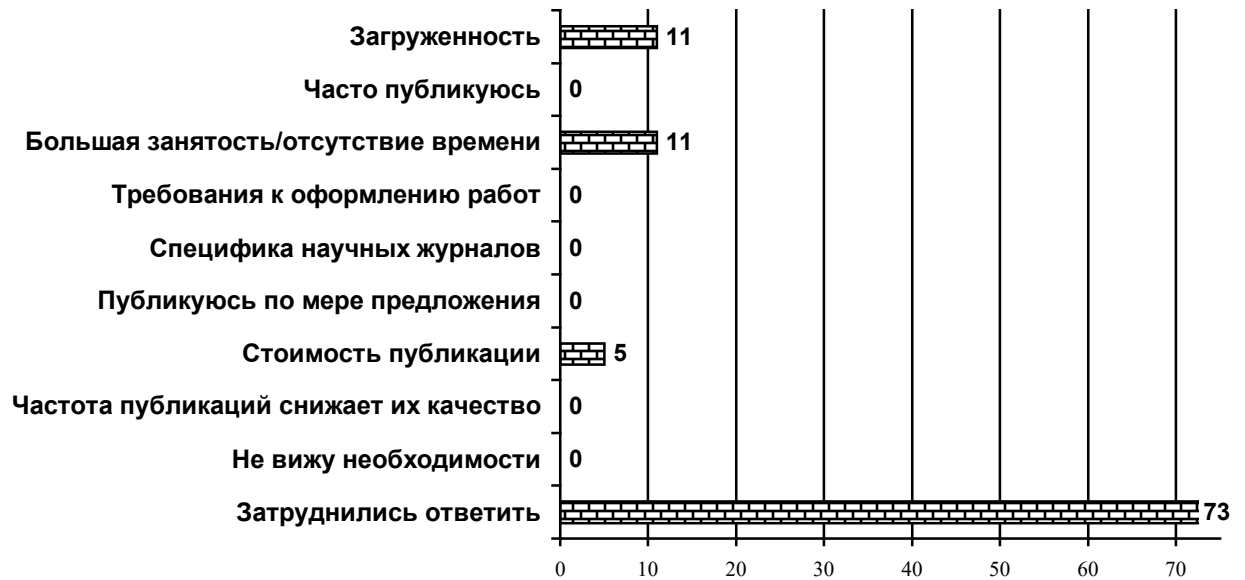 Загруженность 11
Часто публикуюсь 0
Большая занятость/отсутствие времени 11
Требования к оформлению работ 0
Специфика научных журналов 0
Публикуюсь по мере предложения 0
Стоимость публикации 5
Частота публикаций снижает их качество 0
Не вижу необходимости 0
Затруднились ответить 73
0 10 20 30 40 50 60 70